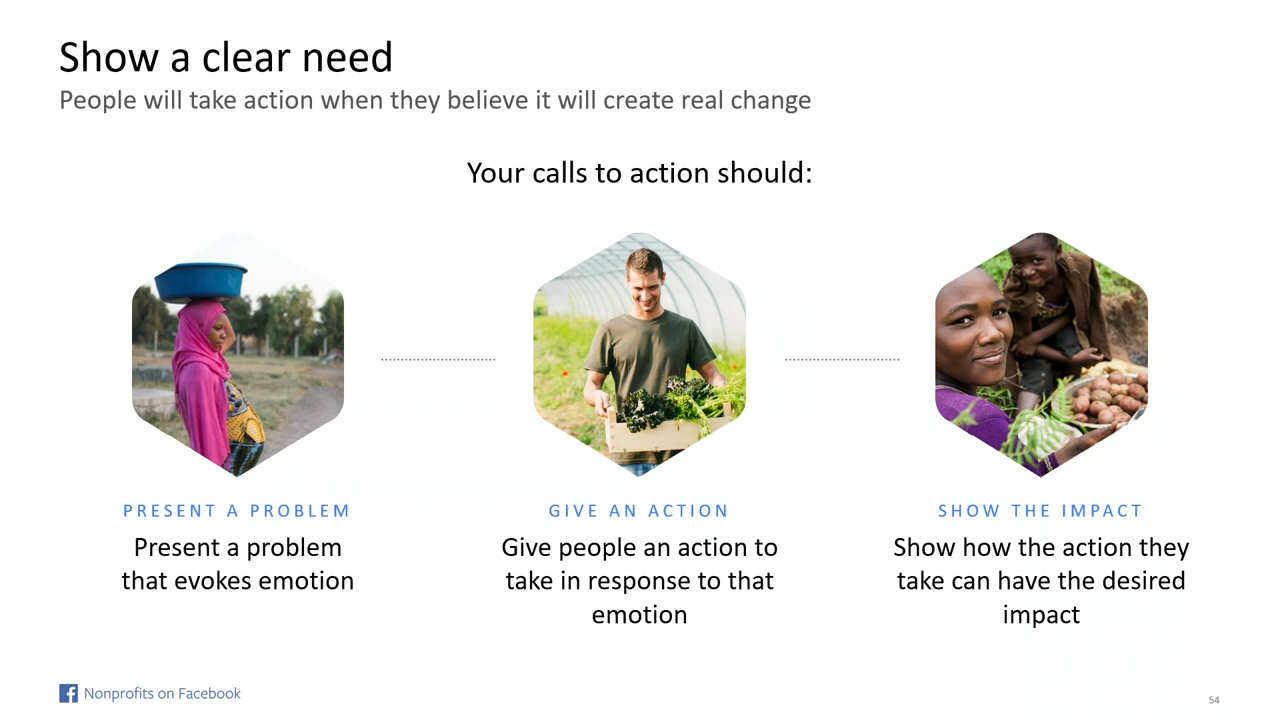 Show a clear need
People will take action when they believe it will create real change
Your calls to action should:
PRESENT A PROBLEM
Present a problem
that evokes emotion
GIVE AN ACTION
Give people an action to
take in response to that
emotion
SHOW THE IMPACT
Show how the action they
take can have the desired
impact
Nonprofits on Facebook
54